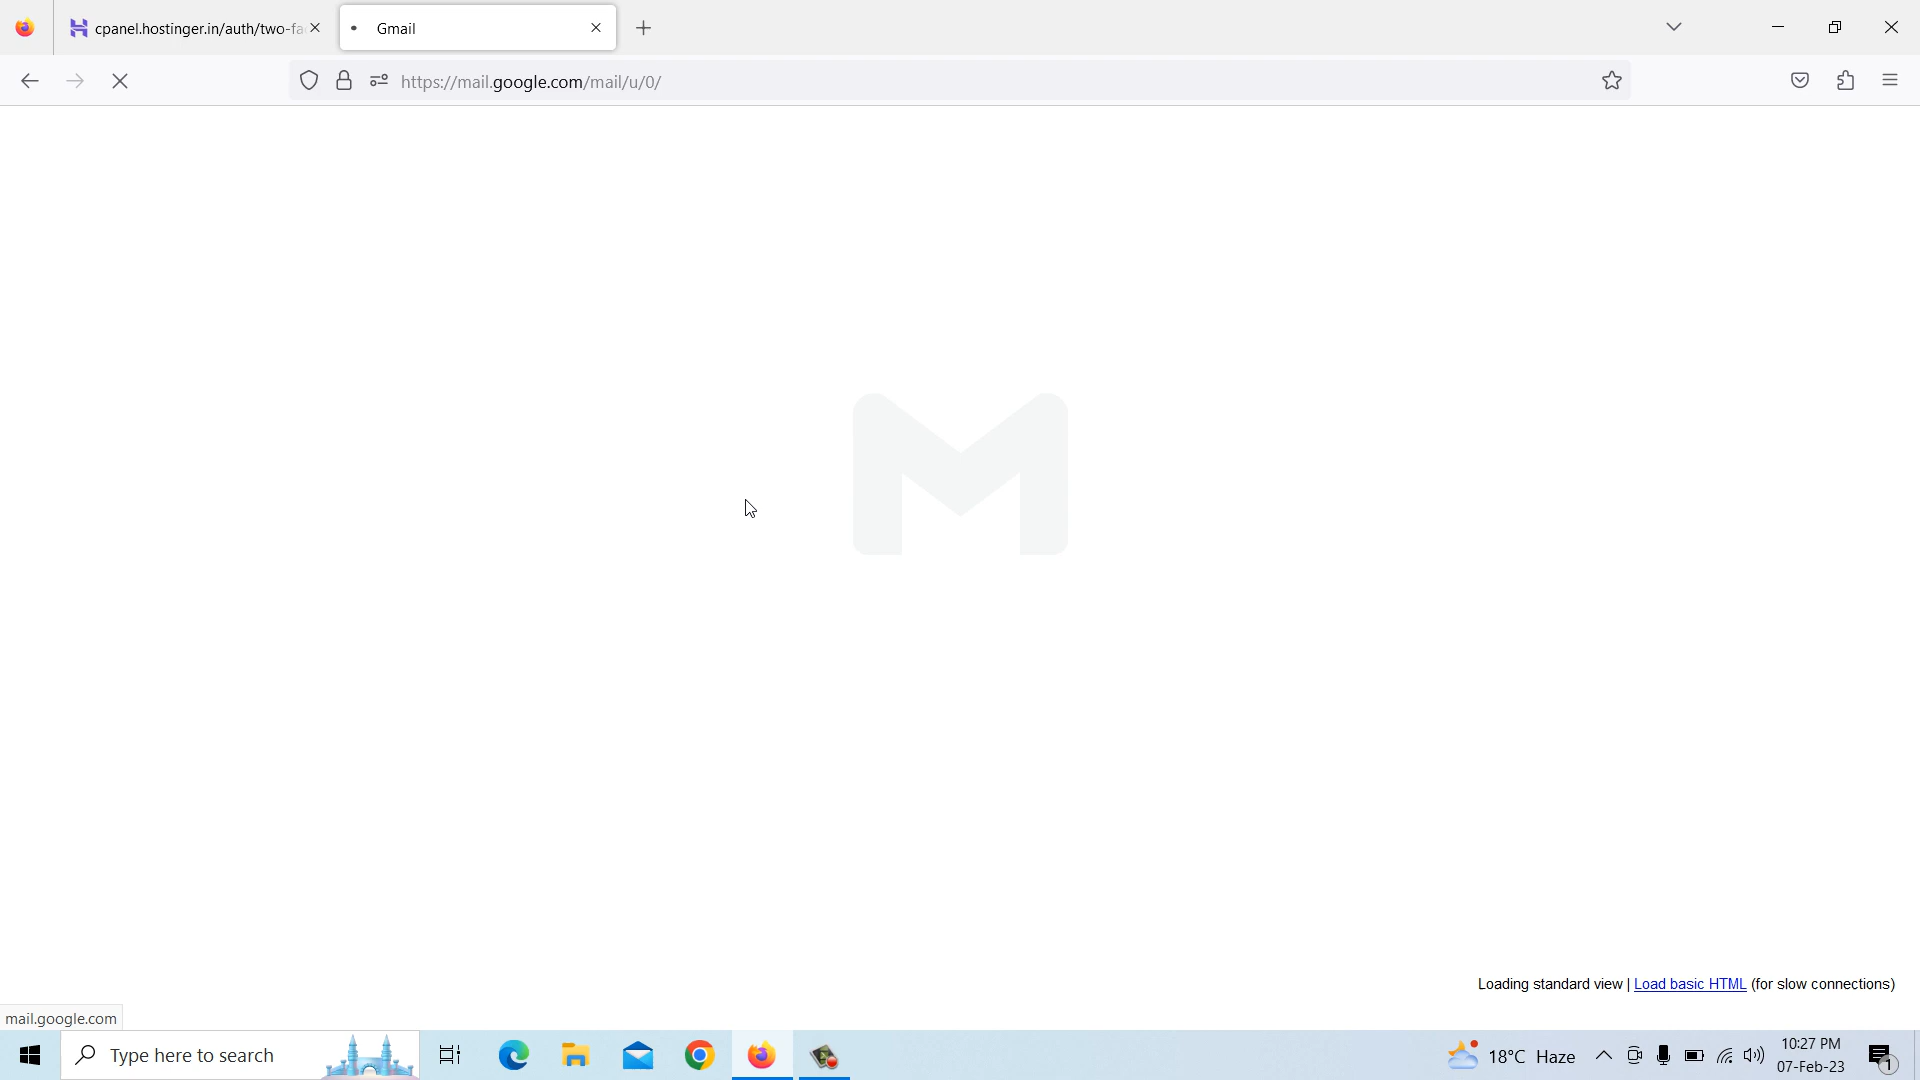 cpanel.hostinger.in/auth/two-fa
Gmail
https://mail.google.com/mail/u/0/
Loading standard view | Load basic HTML (for slow connections)
mail.google.com
Type here to search
18°C Haze
10:27 PM
07-Feb-23
1